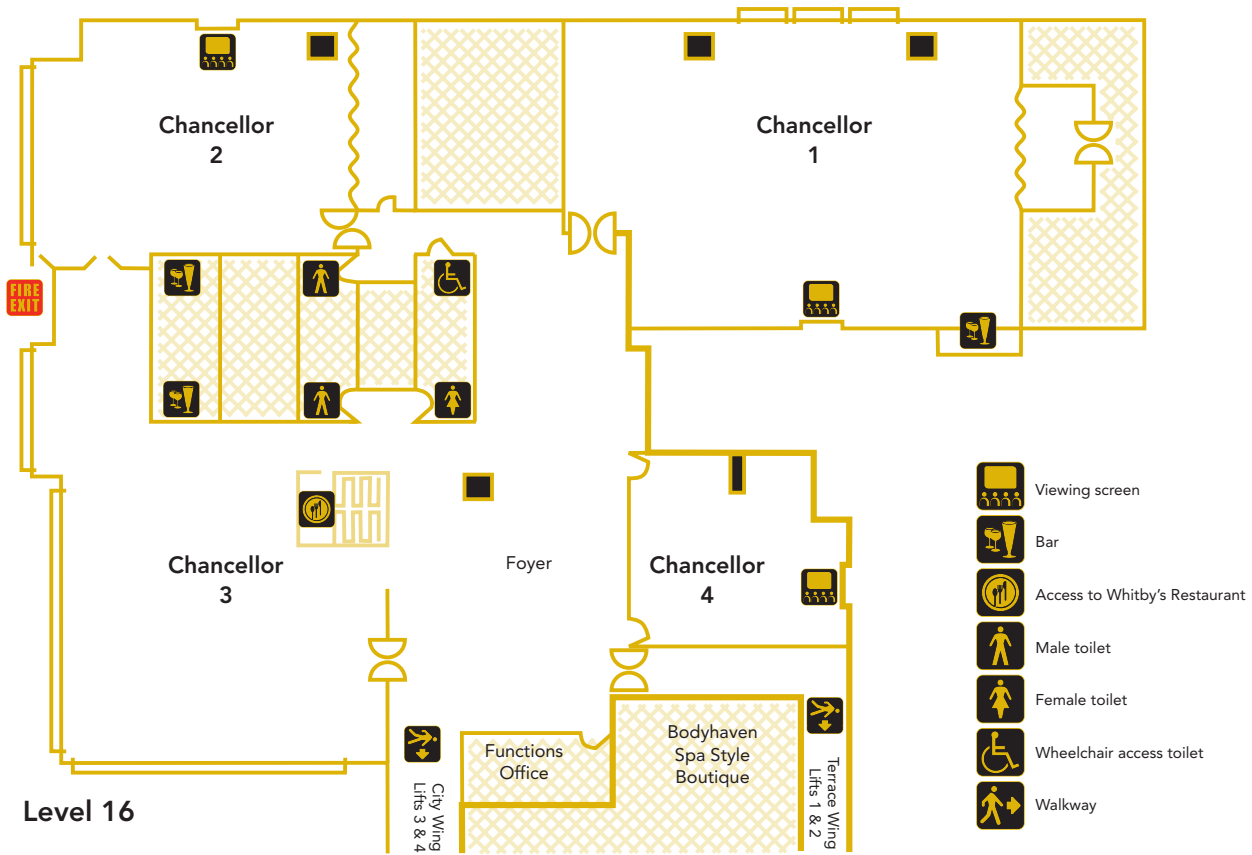 Chancellor
2
Chancellor
1
FIRE
EXIT
Chancellor
3
Foyer
Chancellor
4
Functions
Office
Bodyhaven
Spa Style
Boutique
City Wing
Lifts 3 & 4
Terrace Wing
Lifts 1 & 2
Level 16
Viewing screen
Bar
Access to Whitby's Restaurant
Male toilet
Female toilet
Wheelchair access toilet
Walkway